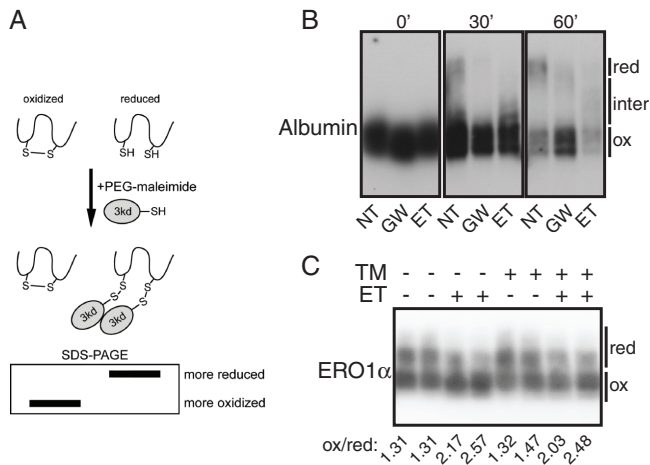 A
oxidized reduced
S S SH SH
+PEG-maleimide
3kd SH
S S S S
S S
3kd 3kd
SDS-PAGE
more reduced
more oxidized
B
0' 30' 60'
Albumin
red
inter
ox
NT GW ET NT GW ET NT GW ET
C
TM - - - - + + + +
ET - - + + - - + +
ERO1α
red
ox
ox/red: 1.31 1.31 2.17 2.57 1.32 1.47 2.03 2.48